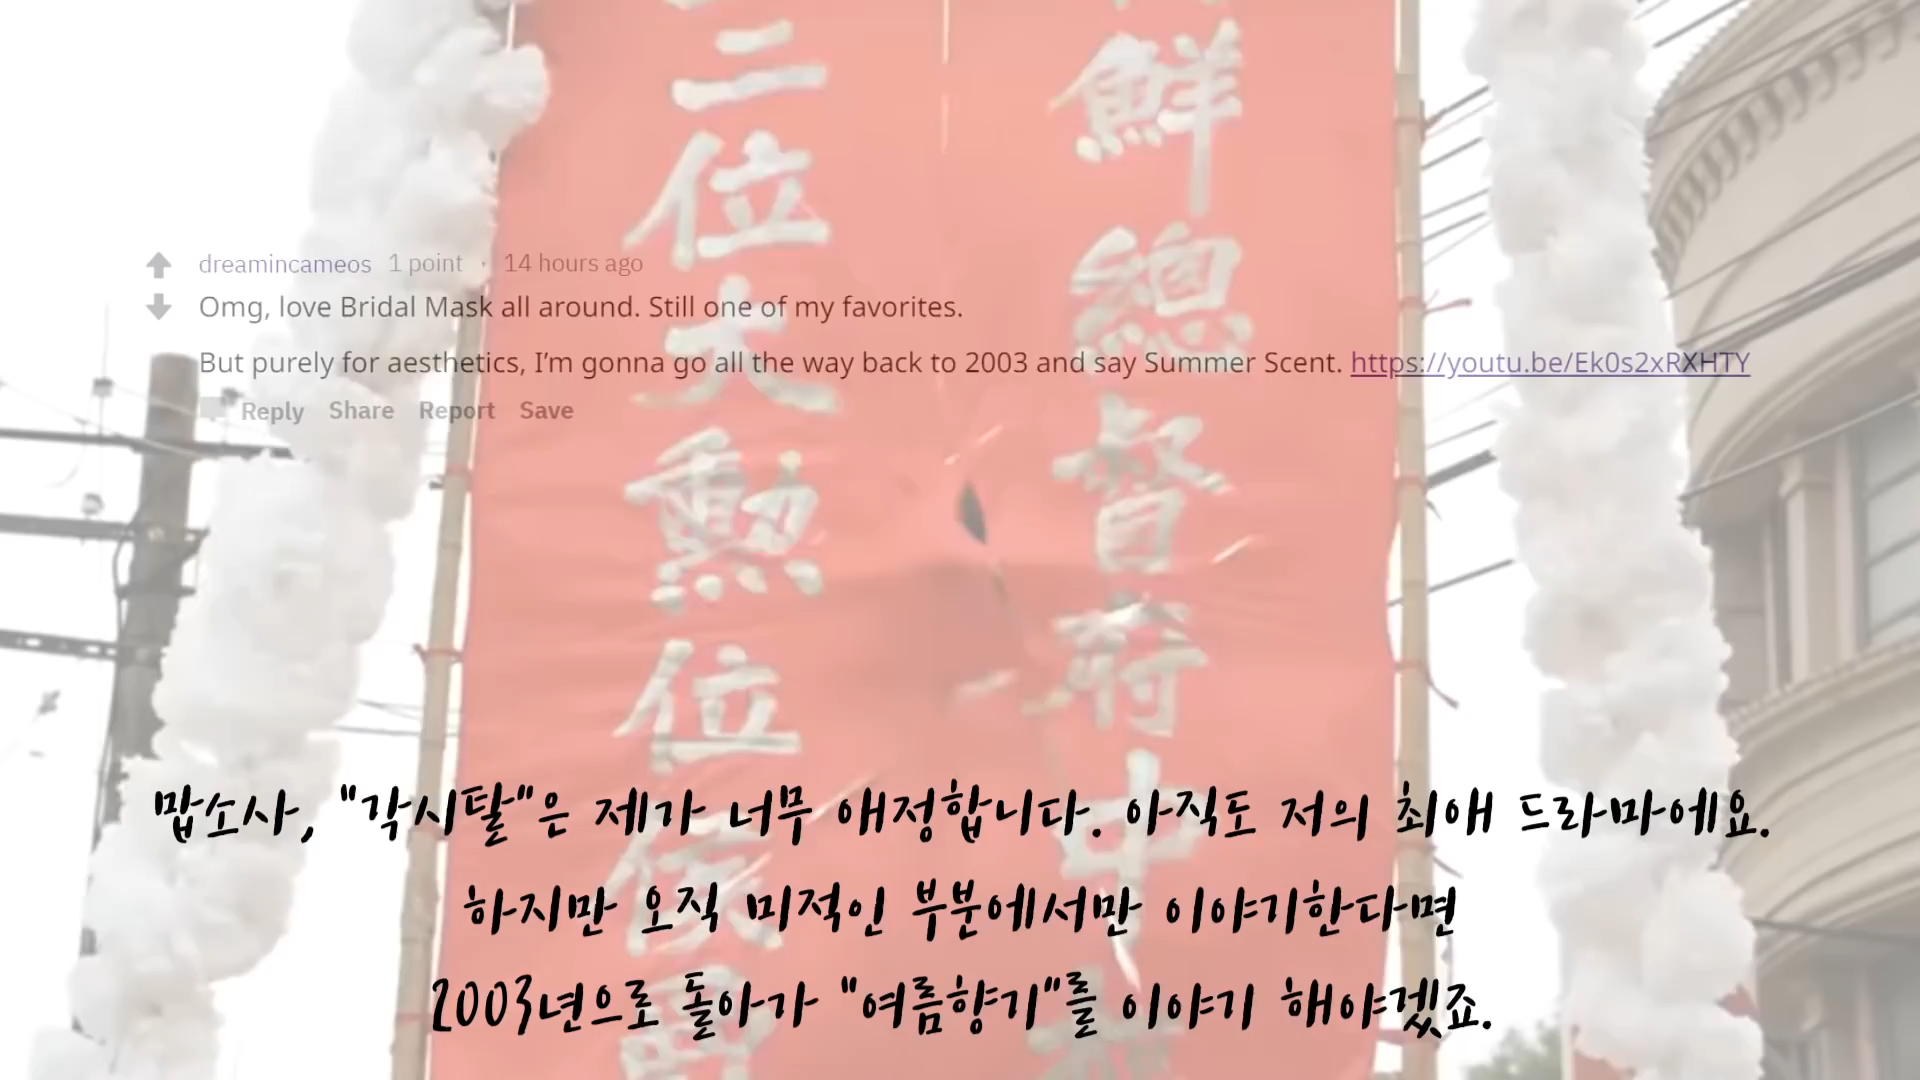 dreamincameos 1 point · 14 hours ago
Omg, love Bridal Mask all around. Still one of my favorites.
But purely for aesthetics, I'm gonna go all the way back to 2003 and say Summer Scent. https://youtu.be/Ek0s2xRXHTY
Reply Share Report Save
鮮總督府中
二位大勲位侯爵
맙소사, "각시탈"은 제가 너무 애정합니다. 아직도 저의 최애 드라마에요.
하지만 오직 미적인 부분에서만 이야기한다면
2003년으로 돌아가 "여름향기"를 이야기 해야겠죠.